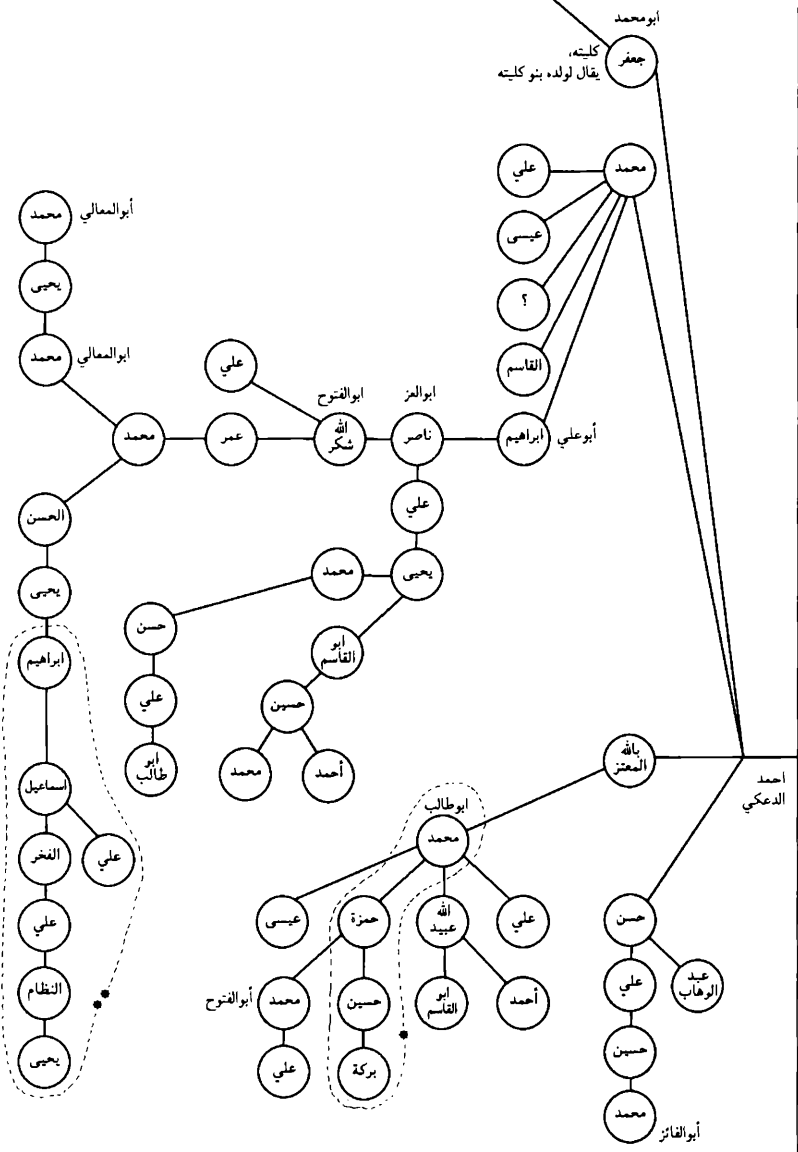 أبومحمد
جعفر
كليته،
يقال لولده بنو كليته
محمد
علي
عيسى
؟
القاسم
ابراهيم
أبوعلي
ابوالعز
ناصر
ابوالفتوح
الله
شكر
علي
عمر
محمد
ابوالمعالي
محمد
يحيى
أبوالمعالي
محمد
الحسن
يحيى
ابراهيم
اسماعيل
علي
الفخر
علي
النظام
يحيى
علي
يحيى
محمد
حسن
علي
ابو
طالب
ابو
القاسم
حسين
أحمد
محمد
احمد
الدعكي
بالله
المعتز
ابوطالب
محمد
علي
الله
عبيد
حمزة
عيسى
أحمد
ابو
القاسم
حسين
بركة
محمد
أبوالفتوح
علي
حسن
عبد
الوهاب
علي
حسين
محمد
أبوالفائز